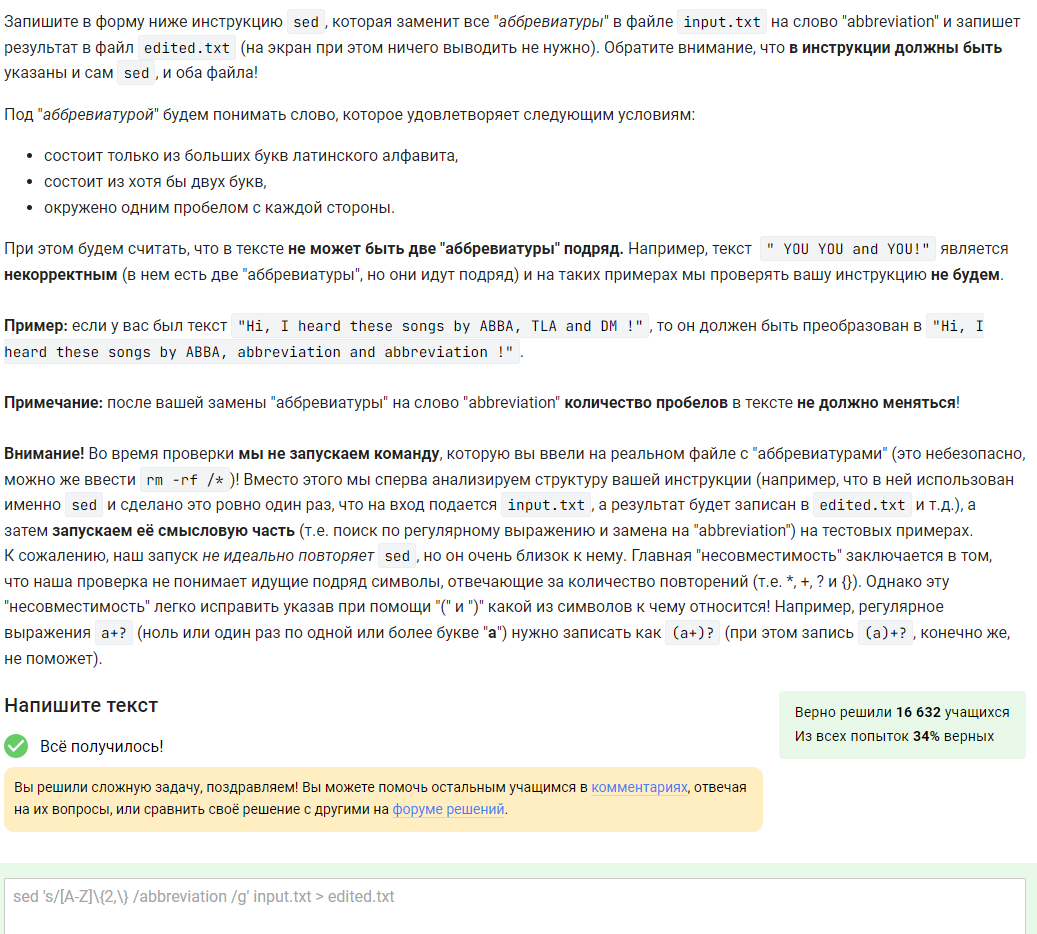 Запишите в форму ниже инструкцию sed, которая заменит все "аббревиатуры" в файле input.txt на слово "abbreviation" и запишет
результат в файл edited.txt (на экран при этом ничего выводить не нужно). Обратите внимание, что в инструкции должны быть
указаны и сам sed, и оба файла!
Под "аббревиатурой" будем понимать слово, которое удовлетворяет следующим условиям:
• состоит только из больших букв латинского алфавита,
• состоит из хотя бы двух букв,
• окружено одним пробелом с каждой стороны.
При этом будем считать, что в тексте не может быть две "аббревиатуры" подряд. Например, текст " YOU YOU and YOU!" является
некорректным (в нем есть две "аббревиатуры", но они идут подряд) и на таких примерах мы проверять вашу инструкцию не будем.
Пример: если у вас был текст "Hi, I heard these songs by ABBA, TLA and DM !", то он должен быть преобразован в "Hi, I
heard these songs by ABBA, abbreviation and abbreviation !".
Примечание: после вашей замены "аббревиатуры" на слово "abbreviation" количество пробелов в тексте не должно меняться!
Внимание! Во время проверки мы не запускаем команду, которую вы ввели на реальном файле с "аббревиатурами" (это небезопасно,
можно же ввести rm -rf /*)! Вместо этого мы сперва анализируем структуру вашей инструкции (например, что в ней использован
именно sed и сделано это ровно один раз, что на вход подается input.txt, а результат будет записан в edited.txt и т.д.), а
затем запускаем её смысловую часть (т.е. поиск по регулярному выражению и замена на "abbreviation") на тестовых примерах.
К сожалению, наш запуск не идеально повторяет sed, но он очень близок к нему. Главная "несовместимость" заключается в том,
что наша проверка не понимает идущие подряд символы, отвечающие за количество повторений (т.е. *, +, ? и {}). Однако эту
"несовместимость" легко исправить указав при помощи "(" и ")" какой из символов к чему относится! Например, регулярное
выражения a+? (ноль или один раз по одной или более букве "a") нужно записать как (a+)? (при этом запись (a)+?, конечно же,
не поможет).
Напишите текст
Верно решили 16 632 учащихся
Из всех попыток 34% верных
Всё получилось!
Вы решили сложную задачу, поздравляем! Вы можете помочь остальным учащимся в комментариях, отвечая
на их вопросы, или сравнить своё решение с другими на форуме решений.
sed 's/[A-Z]\{2,\} /abbreviation /g' input.txt > edited.txt